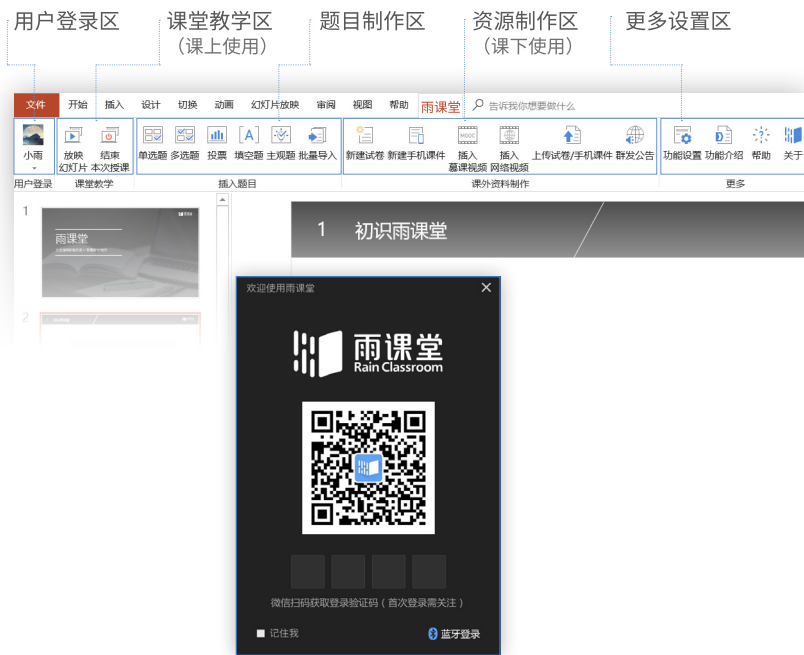 用户登录区 课堂教学区 题目制作区 资源制作区 更多设置区
（课上使用） （课下使用）
文件 开始 插入 设计 切换 动画 幻灯片放映 审阅 视图 帮助 雨课堂 告诉我你想要做什么
MOOC
小雨 放映 结束 单选题 多选题 投票 填空题 主观题 批量导入 新建试卷 新建手机课件 插入 插入 上传试卷/手机课件 群发公告 功能设置 功能介绍 帮助 关于
幻灯片 本次授课 慕课视频 网络视频
用户登录 课堂教学 插入题目 课外资料制作 更多
1
雨课堂
2
1 初识雨课堂
欢迎使用雨课堂
雨课堂
Rain Classroom
微信扫码获取登录验证码（首次登录需关注）
记住我 蓝牙登录